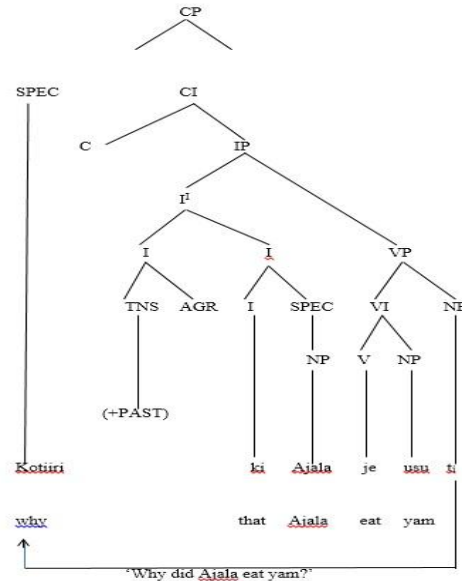 CP
SPEC CI
C IP
I^I
I I VP
TNS AGR I SPEC VI NP
NP V NP
(+PAST)
Kotiiri ki Ajala je usu ti
why that Ajala eat yam
‘Why did Ajala eat yam?’